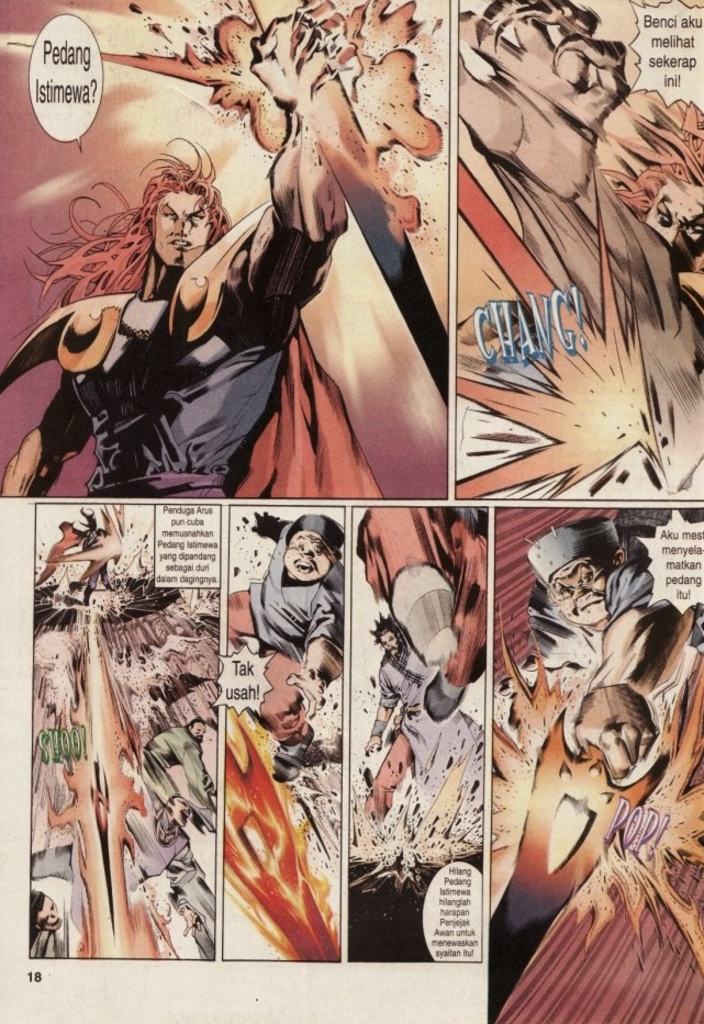 Pedang
Istimewa?
Benci aku
melihat
sekerap
ini!
CHANG!
Penduga Arus
pun cuba
memusnahkan
Pedang Istimewa
yang dipandang
sebagai duri
dalam dagingnya.
SHOO!
Tak
usah!
Hilang
Pedang
Istimewa
hilanglah
harapan
Penjejak
Awan untuk
menewaskan
syaitan itu!
Aku mest
menyela-
matkan
pedang
itu!
POP!
18